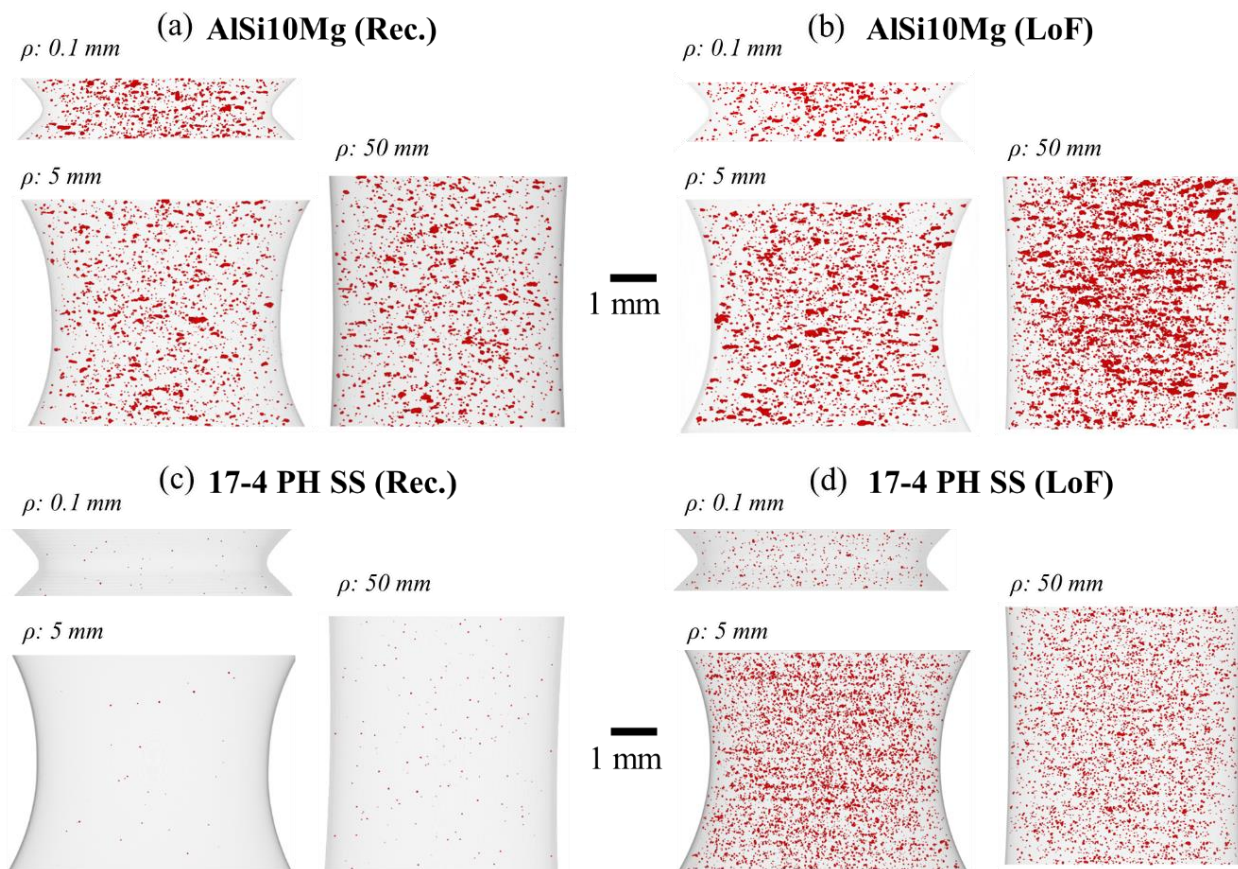 (a) AlSi10Mg (Rec.)
ρ: 0.1 mm
ρ: 50 mm
ρ: 5 mm
(b) AlSi10Mg (LoF)
ρ: 0.1 mm
ρ: 50 mm
ρ: 5 mm
1 mm
(c) 17-4 PH SS (Rec.)
ρ: 0.1 mm
ρ: 50 mm
ρ: 5 mm
(d) 17-4 PH SS (LoF)
ρ: 0.1 mm
ρ: 50 mm
ρ: 5 mm
1 mm